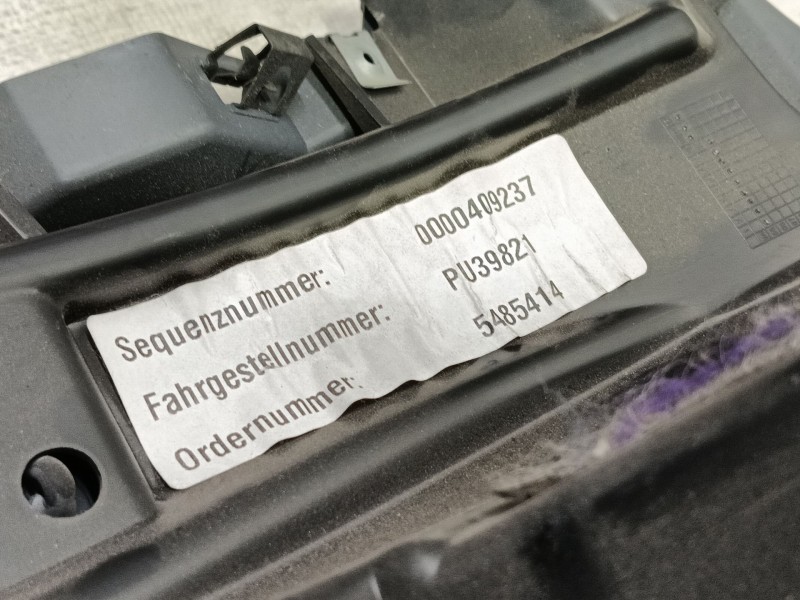 Sequenznummer: 0000409237
Fahrgestellnummer: PU39821
Ordernummer: 5485414